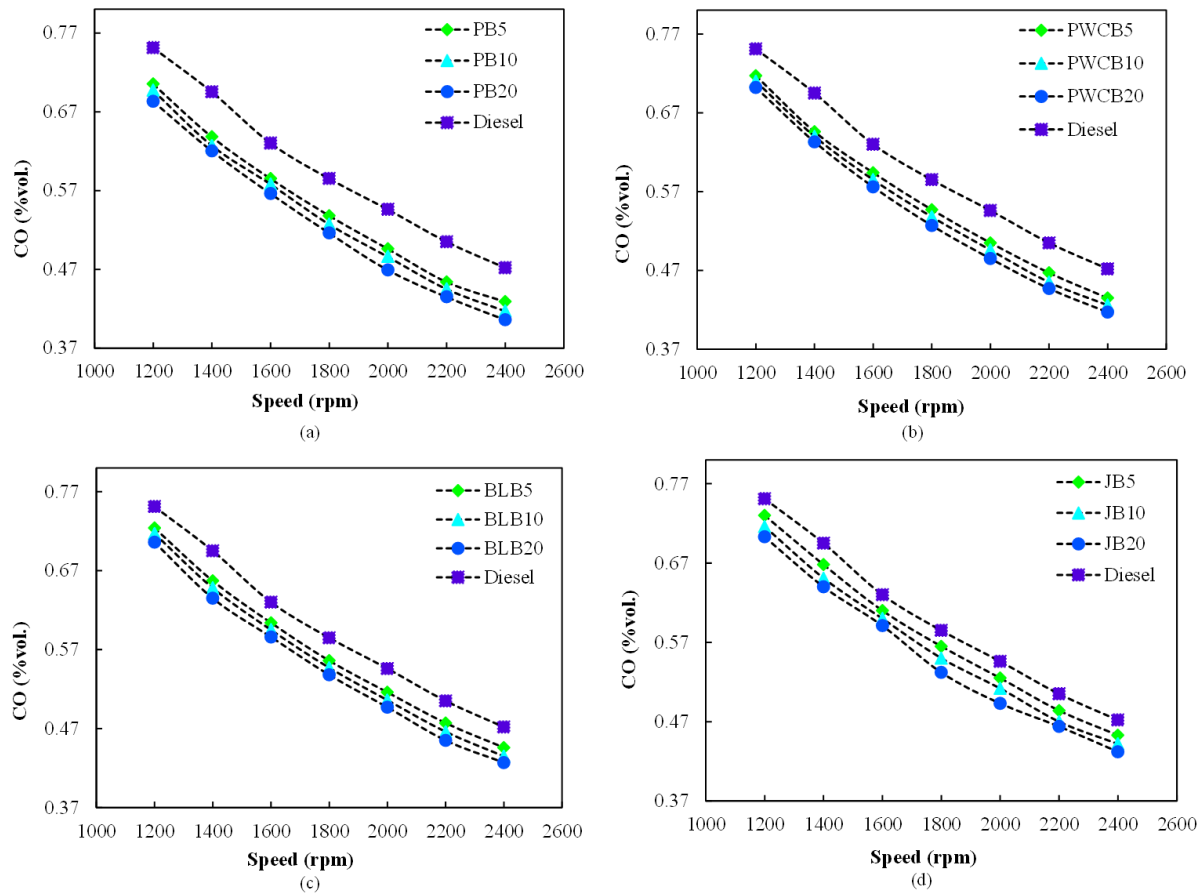 0.77
0.67
0.57
0.47
0.37
CO (%vol.)
PB5
PB10
PB20
Diesel
1000 1200 1400 1600 1800 2000 2200 2400 2600
Speed (rpm)
(a)
0.77
0.67
0.57
0.47
0.37
CO (%vol.)
PWCB5
PWCB10
PWCB20
Diesel
1000 1200 1400 1600 1800 2000 2200 2400 2600
Speed (rpm)
(b)
0.77
0.67
0.57
0.47
0.37
CO (%vol.)
BLB5
BLB10
BLB20
Diesel
1000 1200 1400 1600 1800 2000 2200 2400 2600
Speed (rpm)
(c)
0.77
0.67
0.57
0.47
0.37
CO (%vol.)
JB5
JB10
JB20
Diesel
1000 1200 1400 1600 1800 2000 2200 2400 2600
Speed (rpm)
(d)